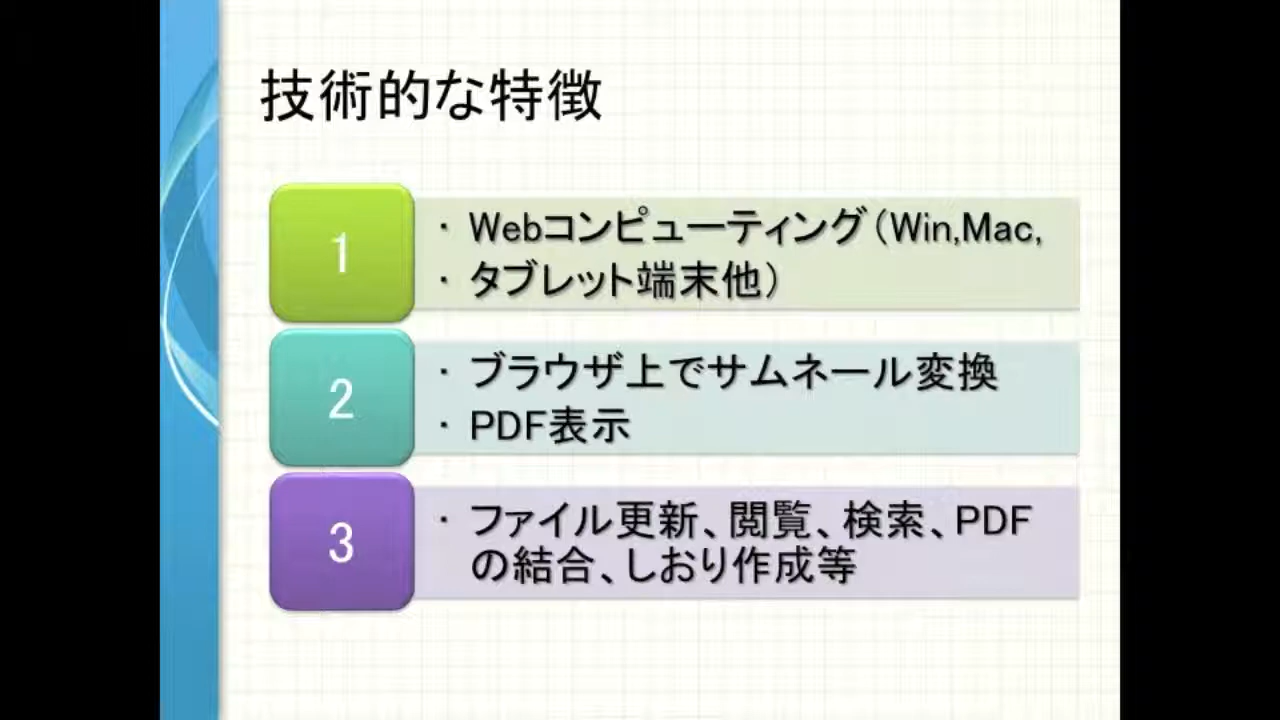 技術的な特徴
1
・Webコンピューティング（Win,Mac,
・タブレット端末他）
2
・ブラウザ上でサムネール変換
・PDF表示
3
・ファイル更新、閲覧、検索、PDF
の結合、しおり作成等